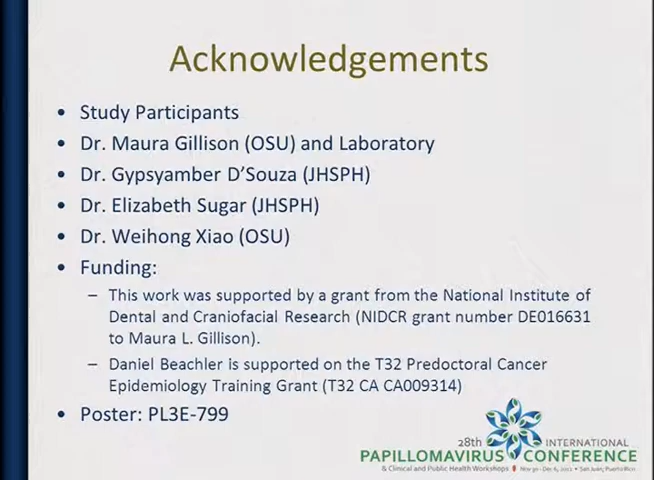 Acknowledgements
• Study Participants
• Dr. Maura Gillison (OSU) and Laboratory
• Dr. Gypsyamber D'Souza (JHSPH)
• Dr. Elizabeth Sugar (JHSPH)
• Dr. Weihong Xiao (OSU)
• Funding:
– This work was supported by a grant from the National Institute of
Dental and Craniofacial Research (NIDCR grant number DE016631
to Maura L. Gillison).
– Daniel Beachler is supported on the T32 Predoctoral Cancer
Epidemiology Training Grant (T32 CA CA009314)
• Poster: PL3E-799
28th INTERNATIONAL
PAPILLOMAVIRUS CONFERENCE
& Clinical and Public Health Workshops Nov 30 - Dec 6, 2012 • San Juan, Puerto Rico